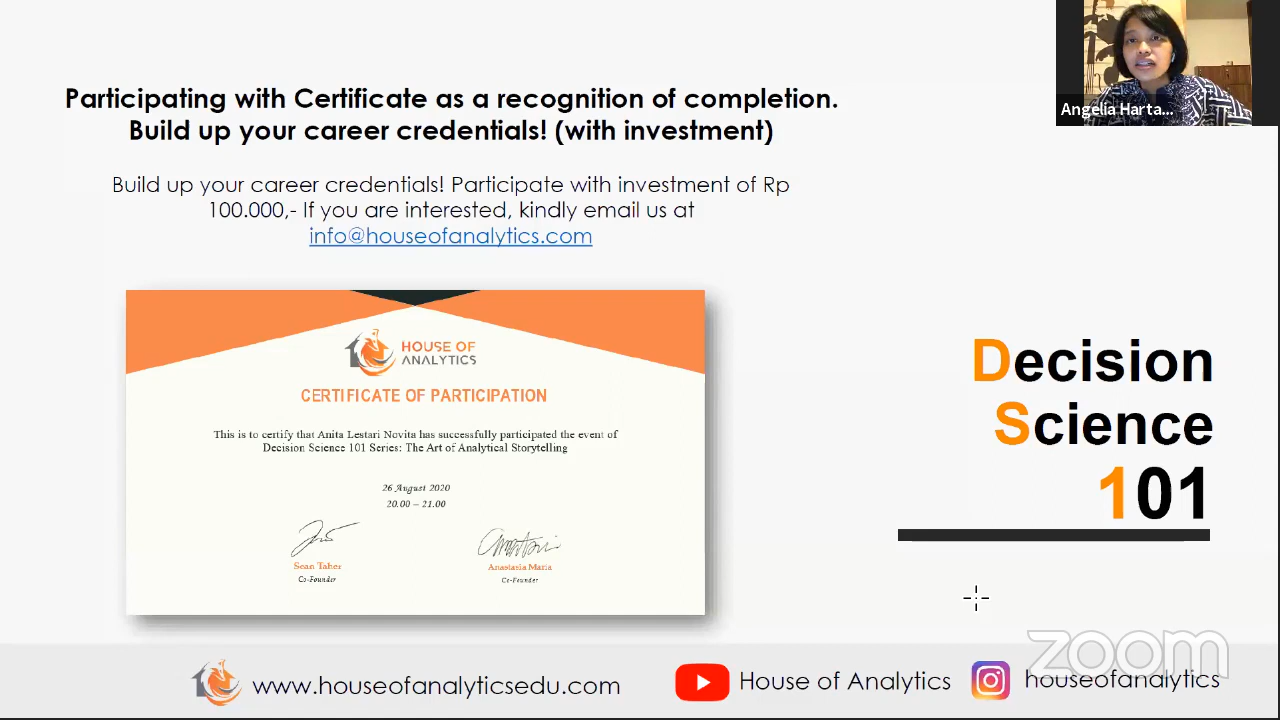 Participating with Certificate as a recognition of completion.
Build up your career credentials! (with investment)
Angelia Harta...
Build up your career credentials! Participate with investment of Rp
100.000,- If you are interested, kindly email us at
info@houseofanalytics.com
HOUSE OF
ANALYTICS
CERTIFICATE OF PARTICIPATION
This is to certify that Anita Lestari Novita has successfully participated the event of
Decision Science 101 Series: The Art of Analytical Storytelling
26 August 2020
20.00 – 21.00
Sean Taher
Co-Founder
Anastasia Maria
Co-Founder
Decision
Science
101
zoom
www.houseofanalyticsedu.com
House of Analytics
houseofanalytics